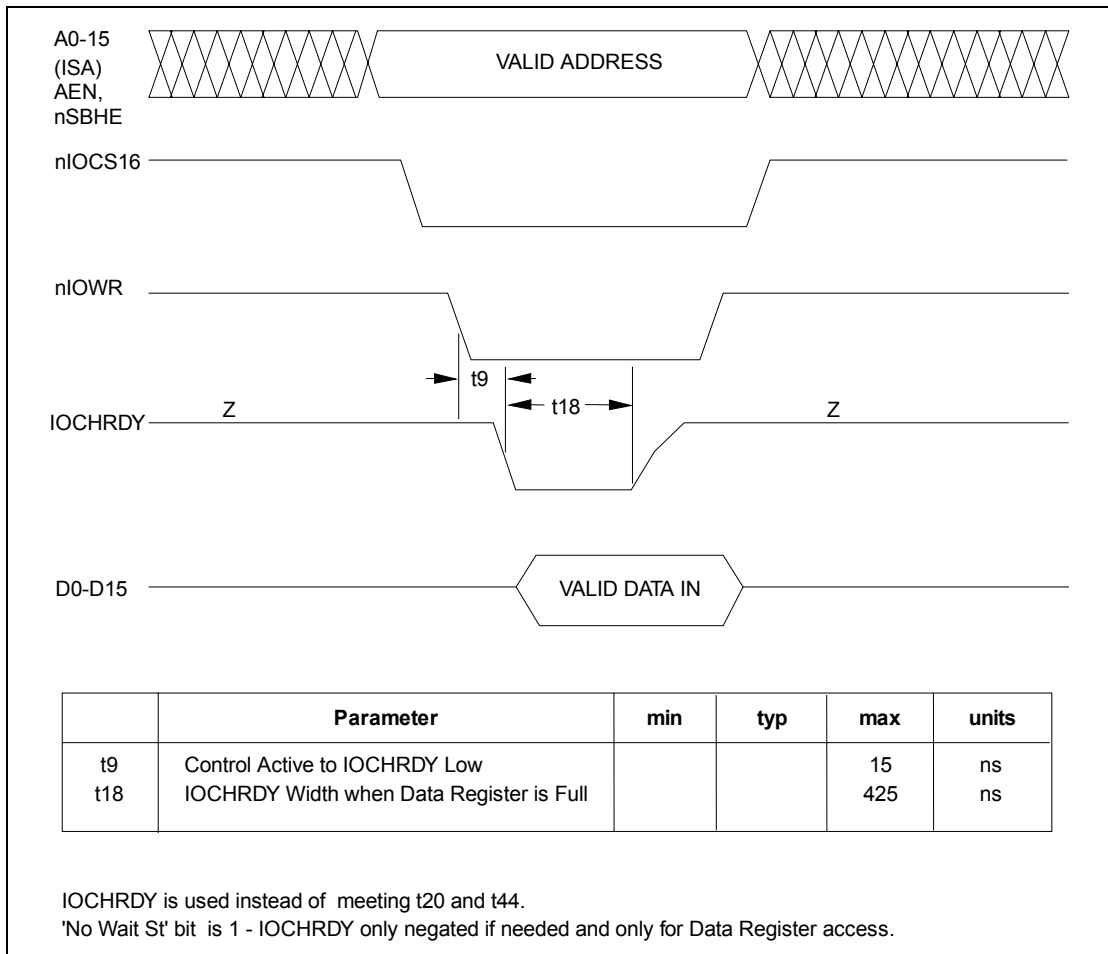 A0-15
(ISA)
AEN,
nSBHE
VALID ADDRESS
nIOCS16
nIOWR
t9
t18
IOCHRDY
Z
Z
D0-D15
VALID DATA IN
Parameter min typ max units
t9 Control Active to IOCHRDY Low 15 ns
t18 IOCHRDY Width when Data Register is Full 425 ns
IOCHRDY is used instead of meeting t20 and t44.
'No Wait St' bit is 1 - IOCHRDY only negated if needed and only for Data Register access.